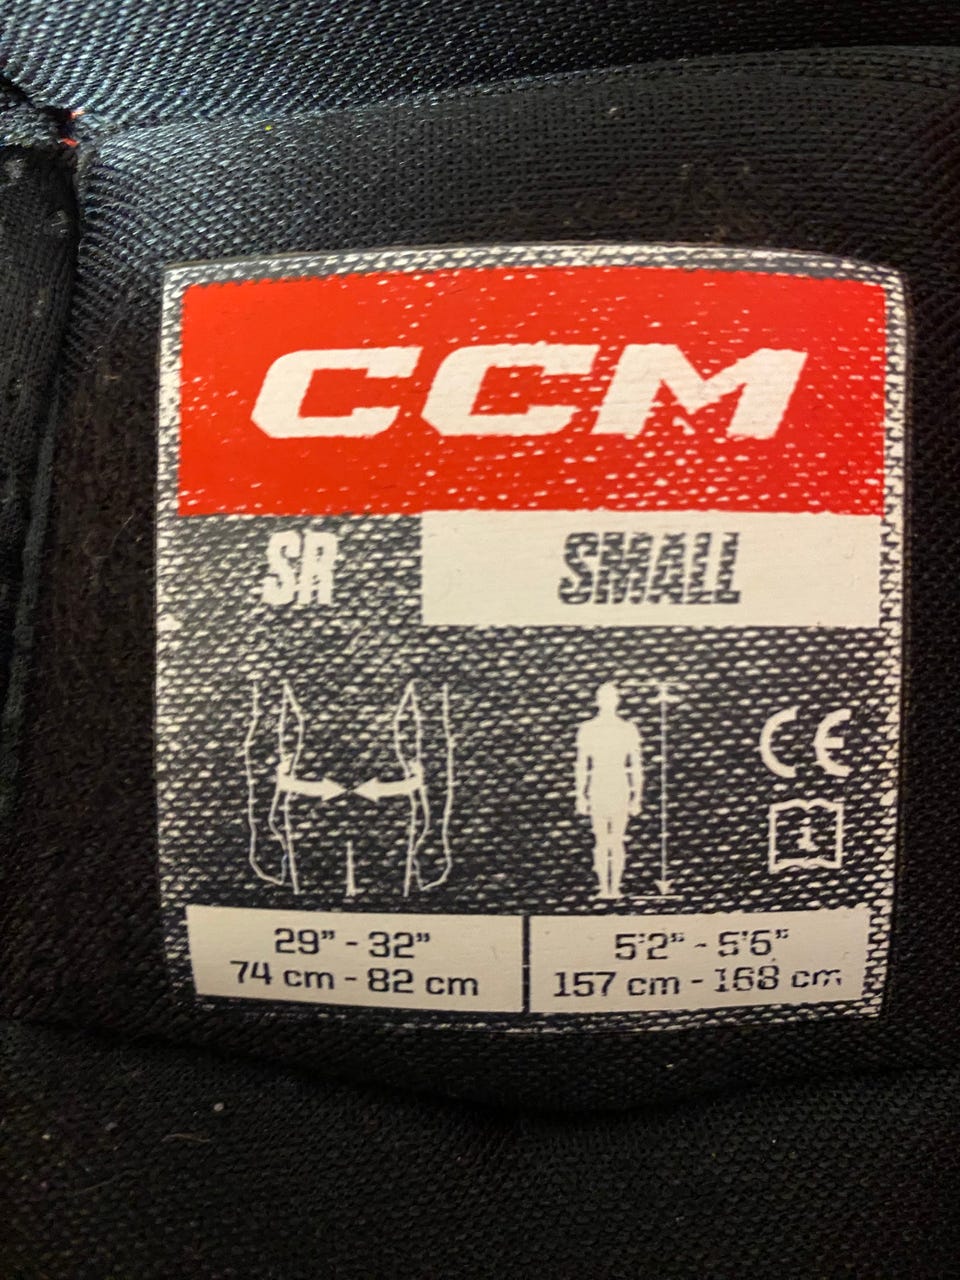 CCM
SR SMALL
CE
29" - 32"
74 cm - 82 cm
5'2" - 5'6"
157 cm - 168 cm